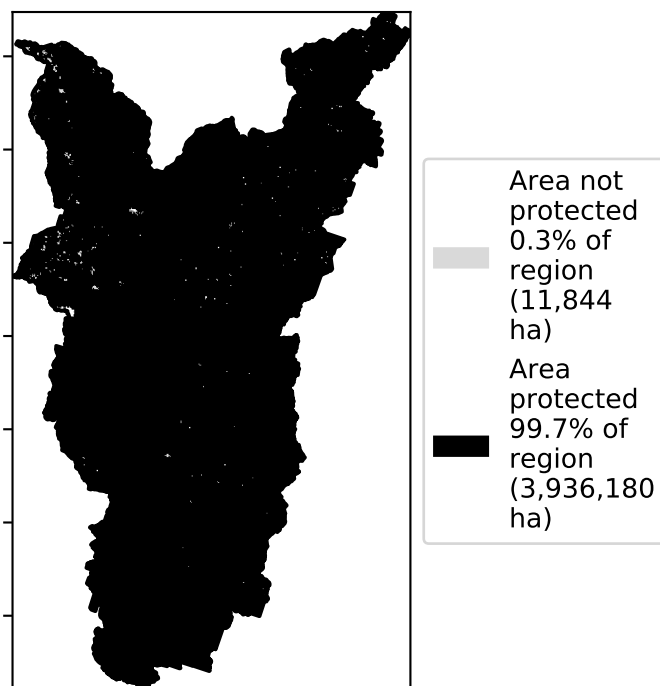 Area not
protected
0.3% of
region
(11,844
ha)
Area
protected
99.7% of
region
(3,936,180
ha)